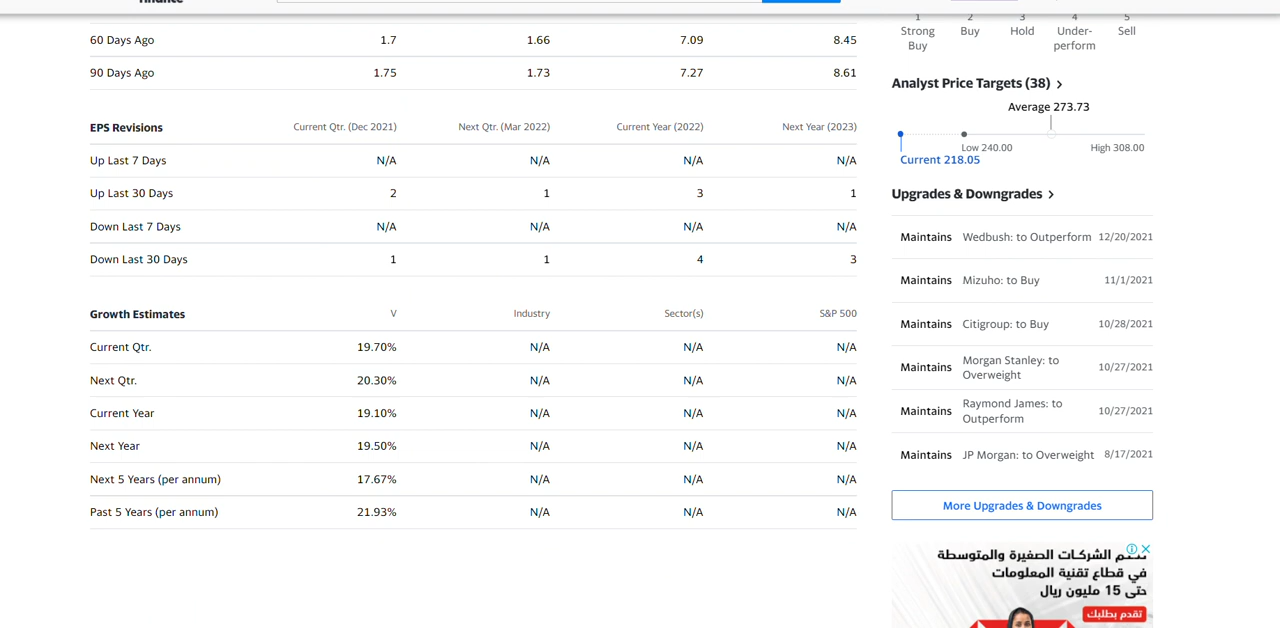 60 Days Ago 1.7 1.66 7.09 8.45
90 Days Ago 1.75 1.73 7.27 8.61
EPS Revisions Current Qtr. (Dec 2021) Next Qtr. (Mar 2022) Current Year (2022) Next Year (2023)
Up Last 7 Days N/A N/A N/A N/A
Up Last 30 Days 2 1 3 1
Down Last 7 Days N/A N/A N/A N/A
Down Last 30 Days 1 1 4 3
Growth Estimates V Industry Sector(s) S&P 500
Current Qtr. 19.70% N/A N/A N/A
Next Qtr. 20.30% N/A N/A N/A
Current Year 19.10% N/A N/A N/A
Next Year 19.50% N/A N/A N/A
Next 5 Years (per annum) 17.67% N/A N/A N/A
Past 5 Years (per annum) 21.93% N/A N/A N/A
1 2 3 4 5
Strong Buy Hold Under- Sell
Buy perform
Analyst Price Targets (38)
Average 273.73
Low 240.00 High 308.00
Current 218.05
Upgrades & Downgrades
Maintains Wedbush: to Outperform 12/20/2021
Maintains Mizuho: to Buy 11/1/2021
Maintains Citigroup: to Buy 10/28/2021
Maintains Morgan Stanley: to Overweight 10/27/2021
Maintains Raymond James: to Outperform 10/27/2021
Maintains JP Morgan: to Overweight 8/17/2021
More Upgrades & Downgrades
الشركات الصغيرة والمتوسطة
في قطاع تقنية المعلومات
حتى 15 مليون ريال
تقدم بطلبك